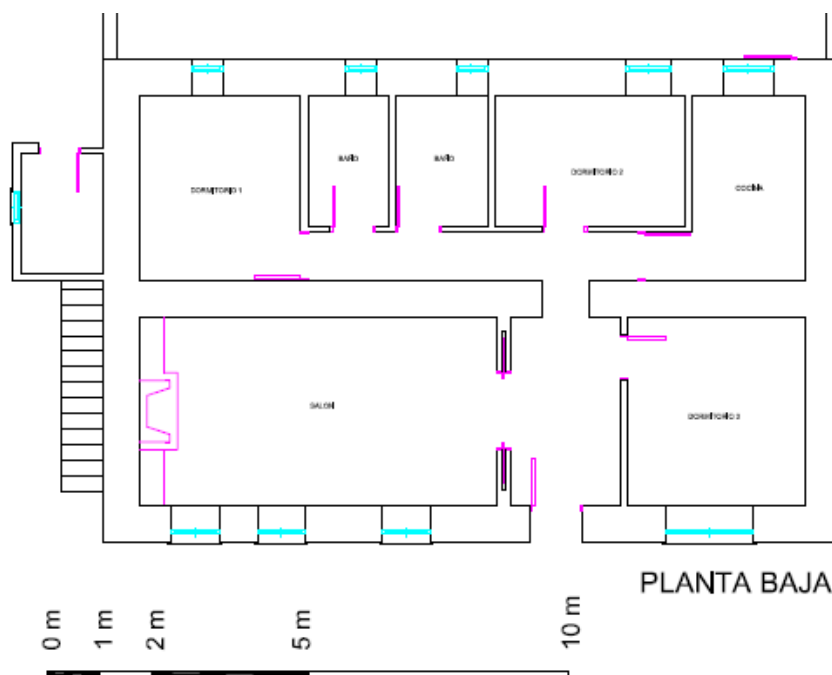 BAÑO
BAÑO
DORMITORIO 2
DORMITORIO 1
COCINA
SALON
DORMITORIO 3
PLANTA BAJA
0 m
1 m
2 m
5 m
10 m